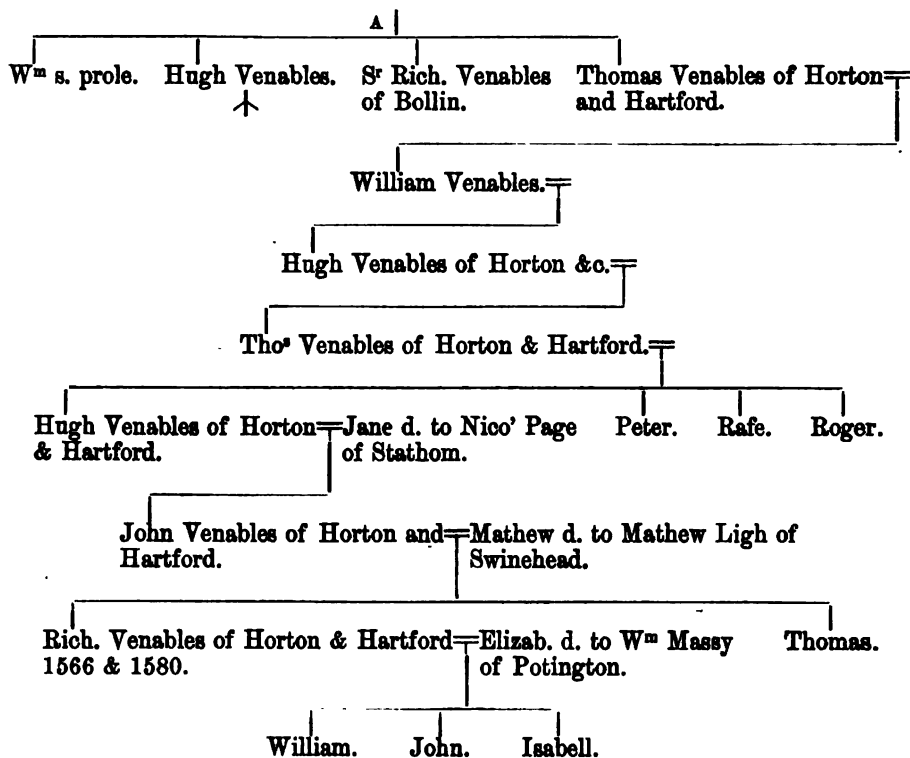 A
Wᵐ s. prole. Hugh Venables. Sʳ Rich. Venables of Bollin. Thomas Venables of Horton and Hartford.
William Venables.
Hugh Venables of Horton &c.
Thoˢ Venables of Horton & Hartford.
Hugh Venables of Horton & Hartford. Jane d. to Nico' Page of Stathom. Peter. Rafe. Roger.
John Venables of Horton and Hartford. Mathew d. to Mathew Ligh of Swinehead.
Rich. Venables of Horton & Hartford 1566 & 1580. Elizab. d. to Wᵐ Massy of Potington. Thomas.
William. John. Isabell.